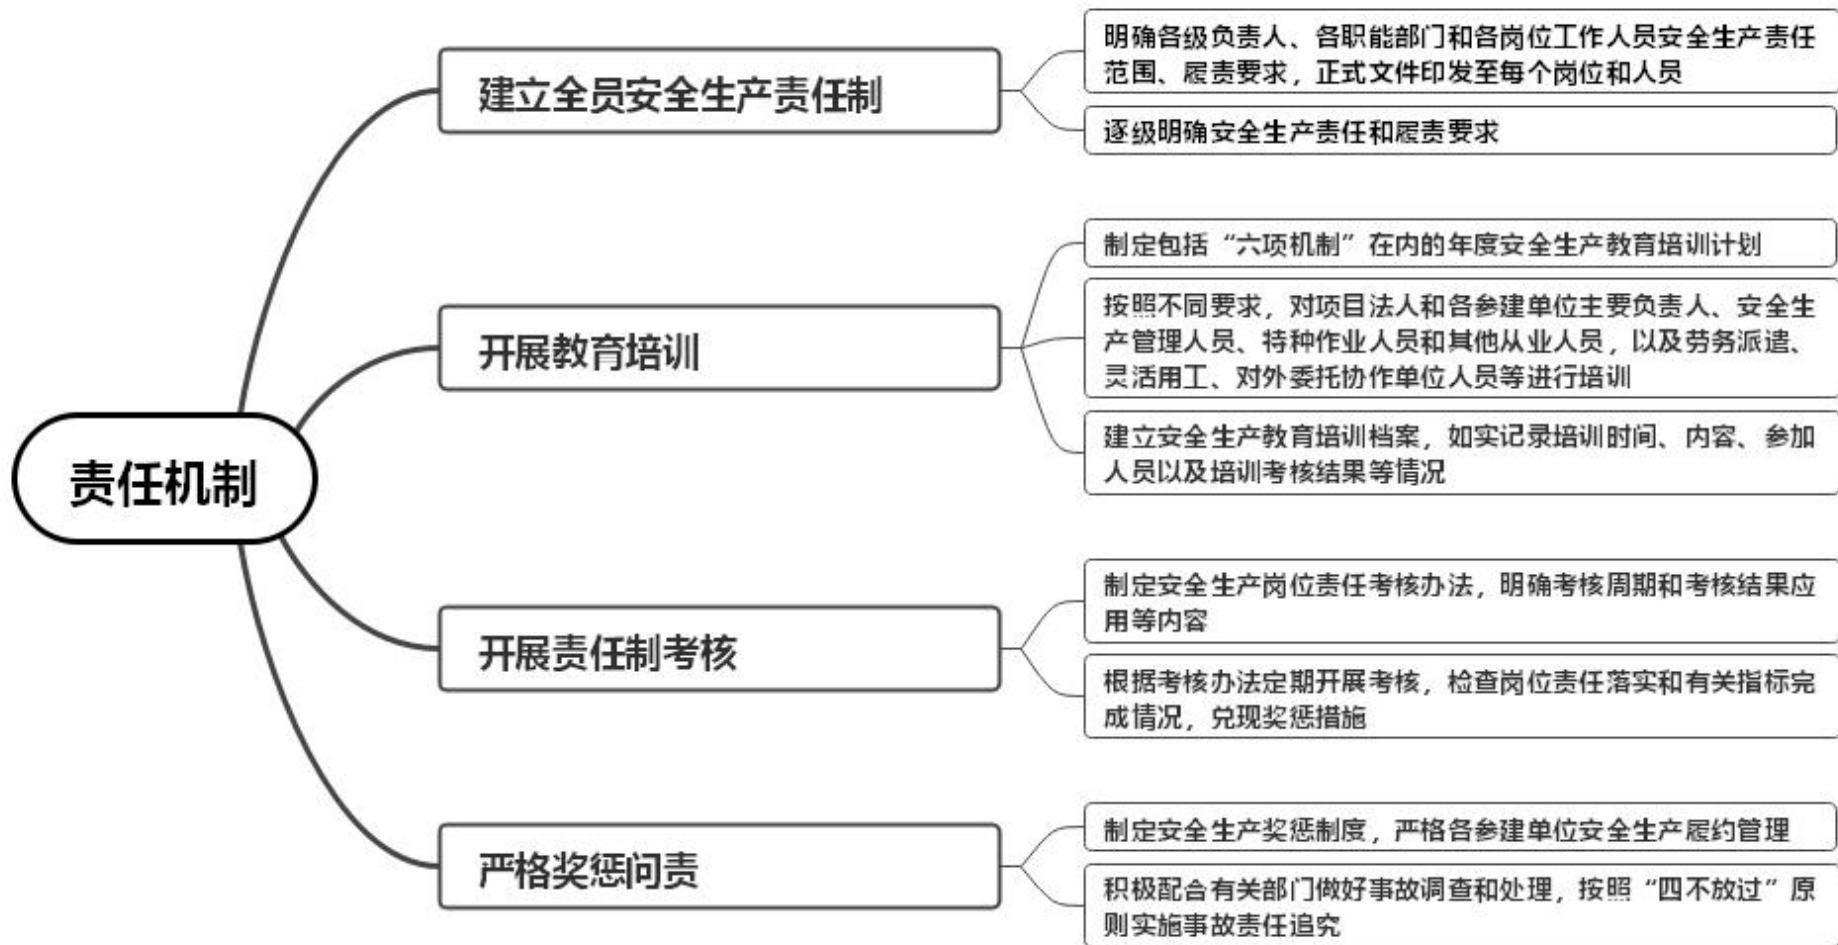 责任机制
建立全员安全生产责任制
明确各级负责人、各职能部门和各岗位工作人员安全生产责任
范围、履责要求，正式文件印发至每个岗位和人员
逐级明确安全生产责任和履责要求
开展教育培训
制定包括“六项机制”在内的年度安全生产教育培训计划
按照不同要求，对项目法人和各参建单位主要负责人、安全生
产管理人员、特种作业人员和其他从业人员，以及劳务派遣、
灵活用工、对外委托协作单位人员等进行培训
建立安全生产教育培训档案，如实记录培训时间、内容、参加
人员以及培训考核结果等情况
开展责任制考核
制定安全生产岗位责任考核办法，明确考核周期和考核结果应
用等内容
根据考核办法定期开展考核，检查岗位责任落实和有关指标完
成情况，兑现奖惩措施
严格奖惩问责
制定安全生产奖惩制度，严格各参建单位安全生产履约管理
积极配合有关部门做好事故调查和处理，按照“四不放过”原
则实施事故责任追究